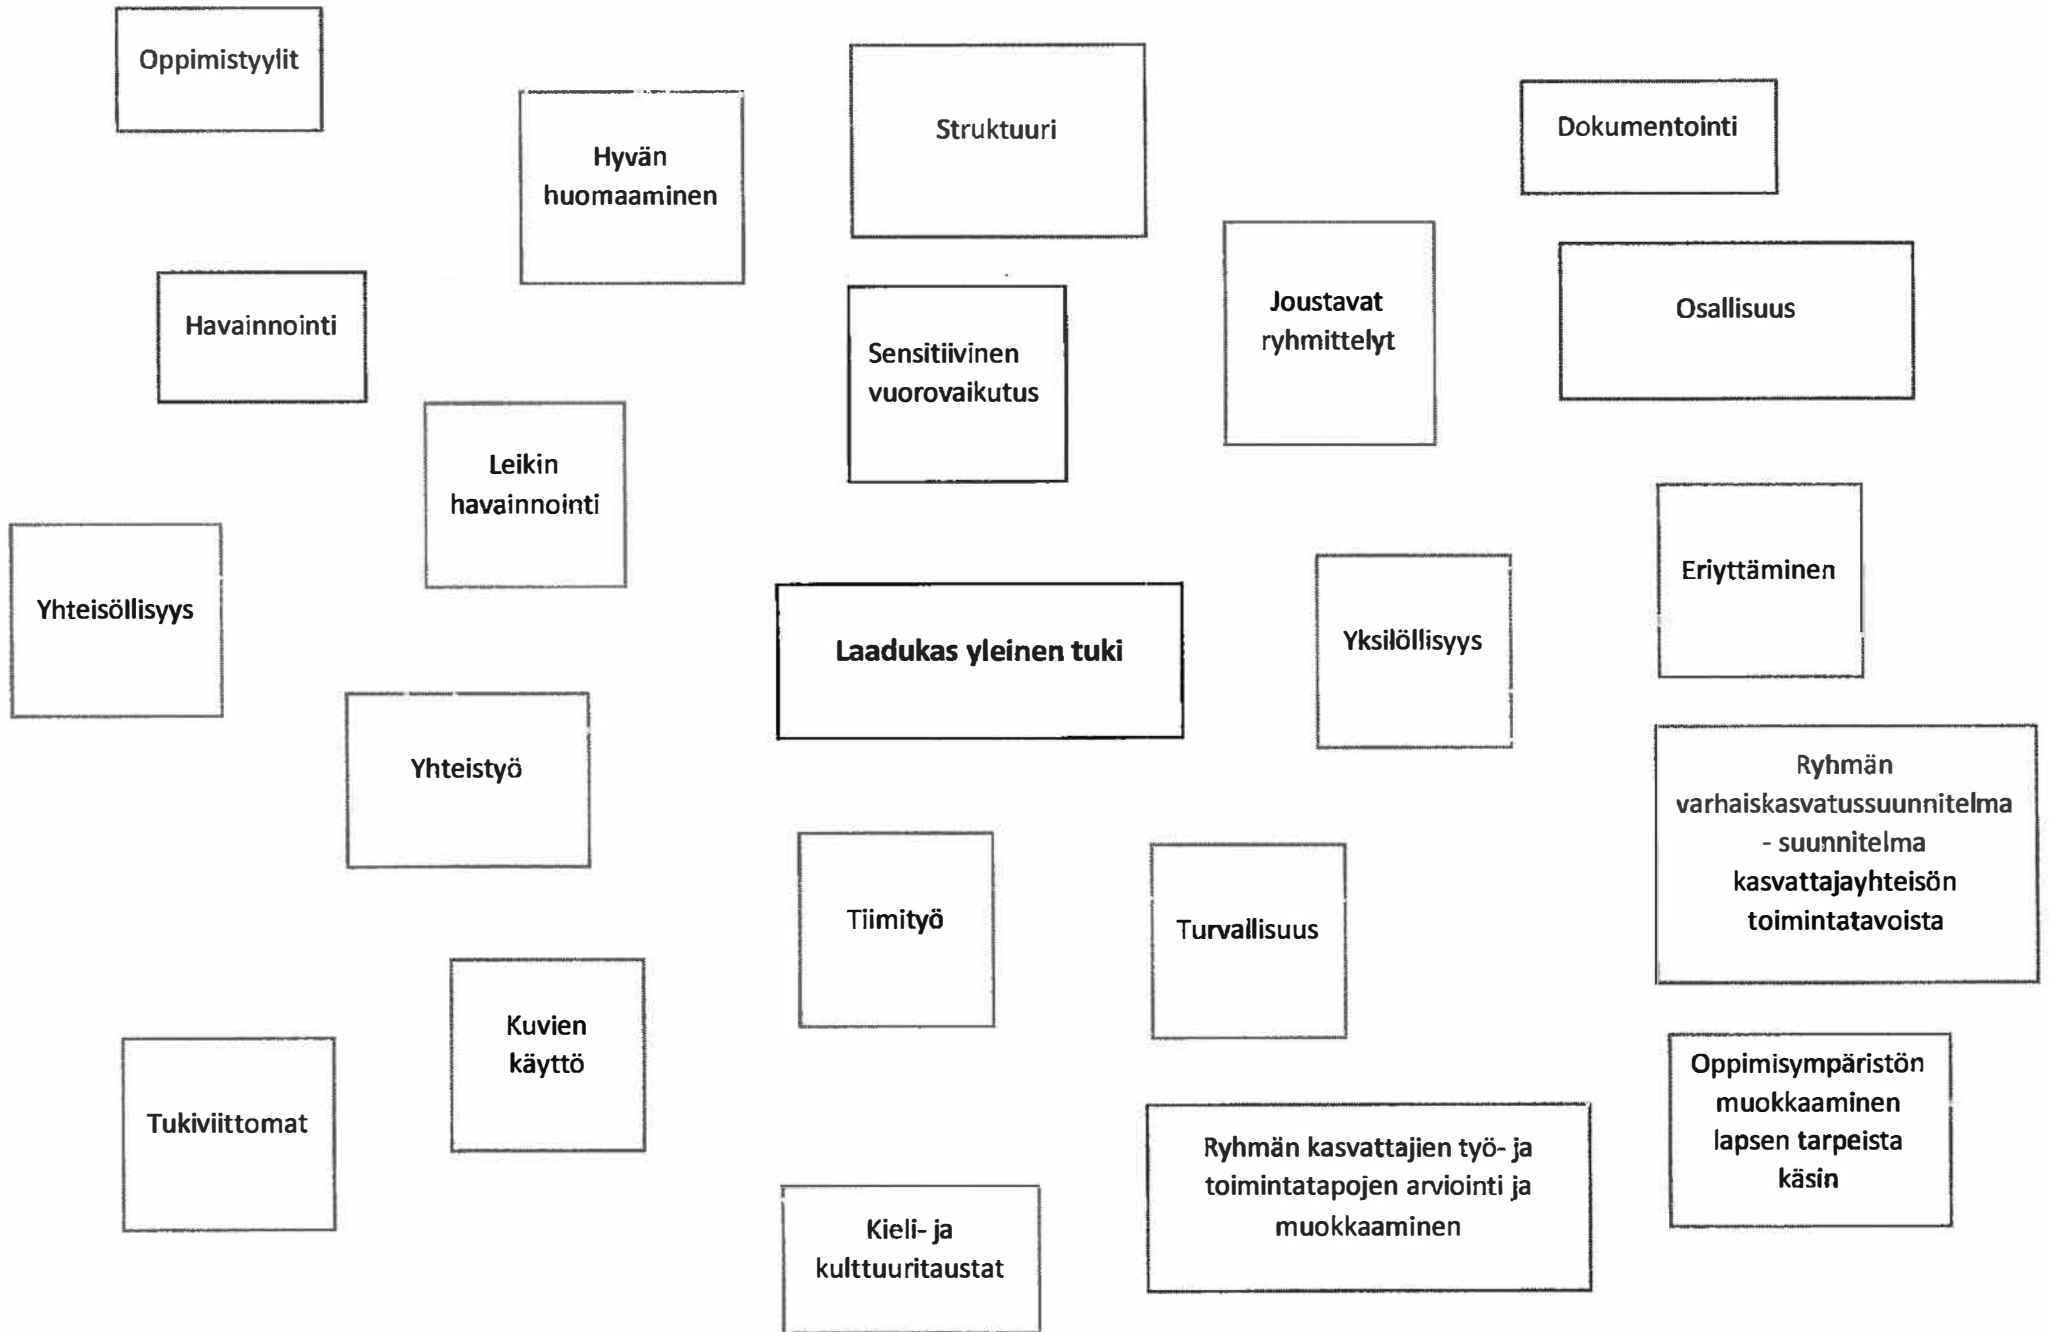 Oppimistyylit
Hyvän
huomaaminen
Struktuuri
Dokumentointi
Havainnointi
Sensitiivinen
vuorovaikutus
Joustavat
ryhmittelyt
Osallisuus
Leikin
havainnointi
Yhteisöllisyys
Laadukas yleinen tuki
Yksilöllisyys
Eriyttäminen
Yhteistyö
Ryhmän
varhaiskasvatussuunnitelma
- suunnitelma
kasvattajayhteisön
toimintatavoista
Tiimityö
Turvallisuus
Kuvien
käyttö
Tukiviittomat
Oppimisympäristön
muokkaaminen
lapsen tarpeista
käsin
Ryhmän kasvattajien työ- ja
toimintatapojen arviointi ja
muokkaaminen
Kieli- ja
kulttuuritaustat